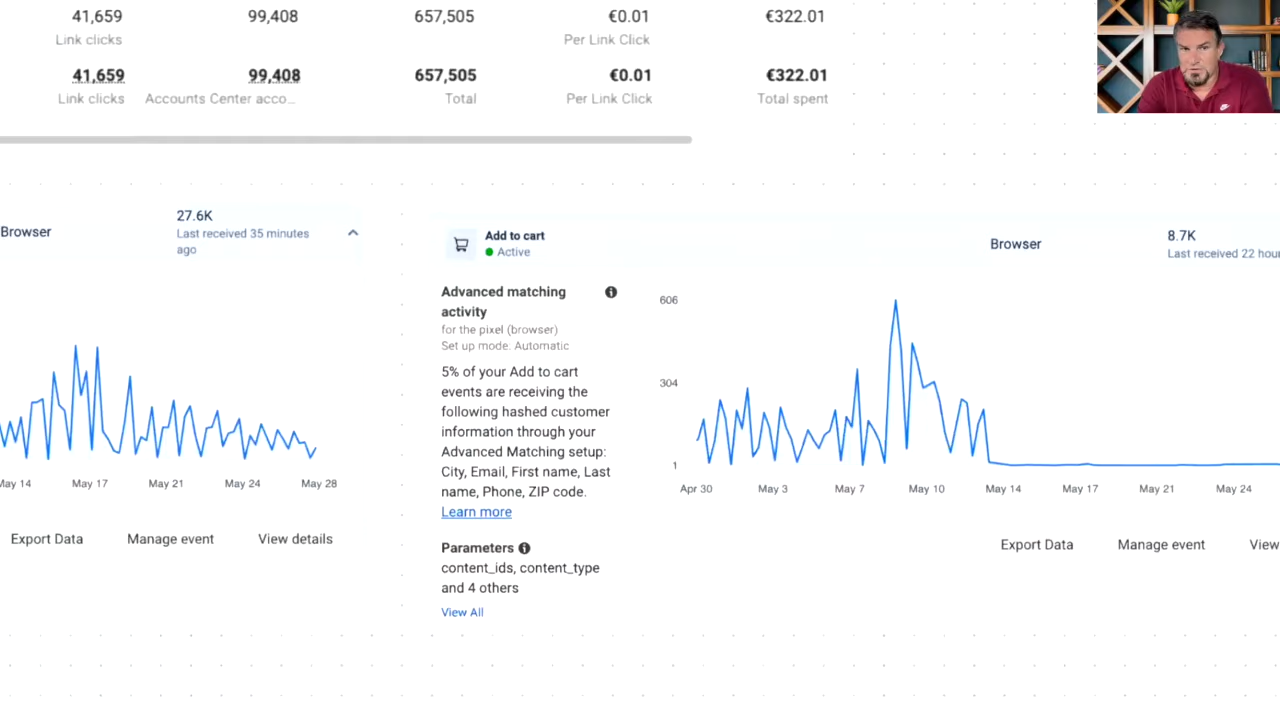 41,659 99,408 657,505 €0.01 €322.01
Link clicks Per Link Click
41,659 99,408 657,505 €0.01 €322.01
Link clicks Accounts Center acco... Total Per Link Click Total spent
Browser
27.6K
Last received 35 minutes
ago
May 14 May 17 May 21 May 24 May 28
Export Data Manage event View details
Add to cart
Active
Browser
8.7K
Last received 22 hour
Advanced matching
activity
for the pixel (browser)
Set up mode. Automatic
5% of your Add to cart
events are receiving the
following hashed customer
information through your
Advanced Matching setup:
City, Email, First name, Last
name, Phone, ZIP code.
Learn more
Parameters
content_ids, content_type
and 4 others
View All
606
304
1
Apr 30 May 3 May 7 May 10 May 14 May 17 May 21 May 24
Export Data Manage event View